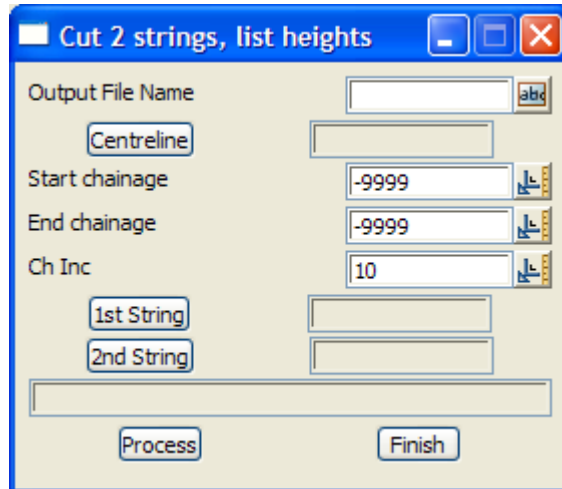 Cut 2 strings, list heights
Output File Name
abc
Centreline
Start chainage -9999
End chainage -9999
Ch Inc 10
1st String
2nd String
Process Finish